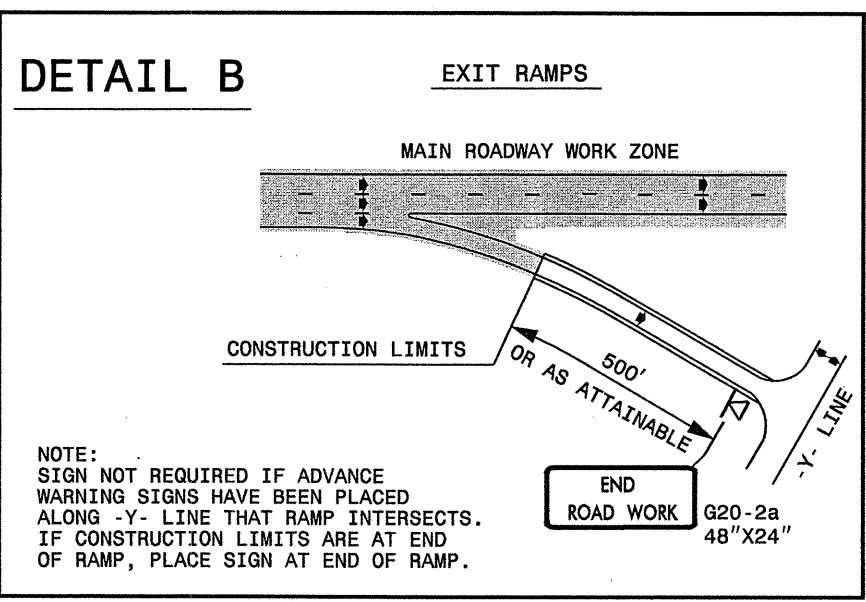 DETAIL B
EXIT RAMPS
MAIN ROADWAY WORK ZONE
CONSTRUCTION LIMITS
500'
OR AS ATTAINABLE
-Y- LINE
NOTE:
SIGN NOT REQUIRED IF ADVANCE
WARNING SIGNS HAVE BEEN PLACED
ALONG -Y- LINE THAT RAMP INTERSECTS.
IF CONSTRUCTION LIMITS ARE AT END
OF RAMP, PLACE SIGN AT END OF RAMP.
END
ROAD WORK
G20-2a
48"X24"